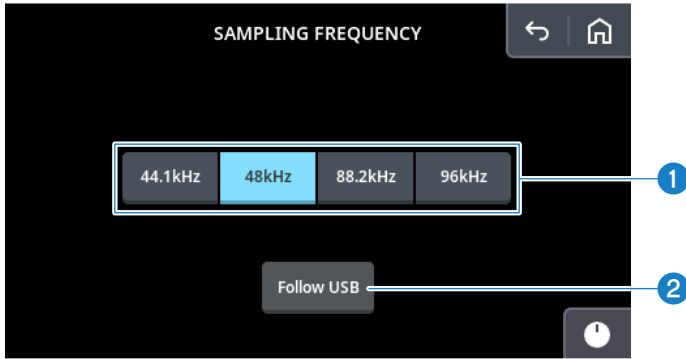 SAMPLING FREQUENCY
44.1kHz 48kHz 88.2kHz 96kHz
1
Follow USB
2